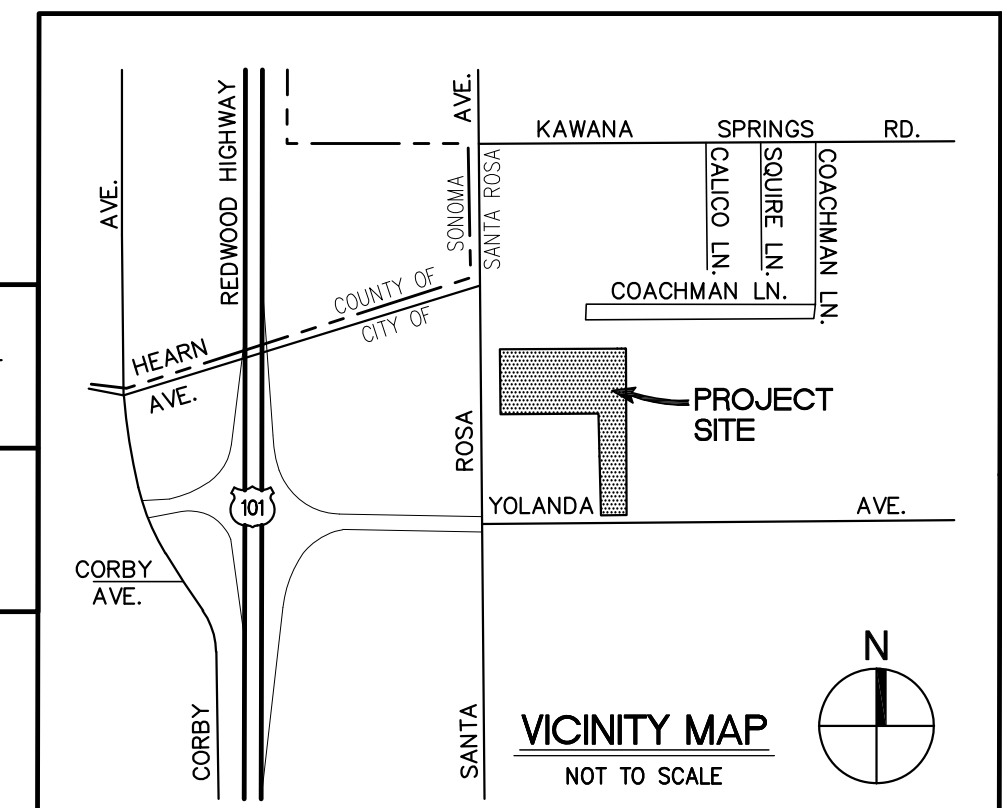 KAWANA SPRINGS RD.
CALICO LN.
SQUIRE LN.
COACHMAN LN.
COACHMAN LN.
AVE.
REDWOOD HIGHWAY
AVE.
SONOMA
SANTA ROSA
COUNTY OF
CITY OF
HEARN
AVE.
PROJECT
SITE
ROSA
101
YOLANDA AVE.
CORBY
AVE.
CORBY
SANTA
N
VICINITY MAP
NOT TO SCALE